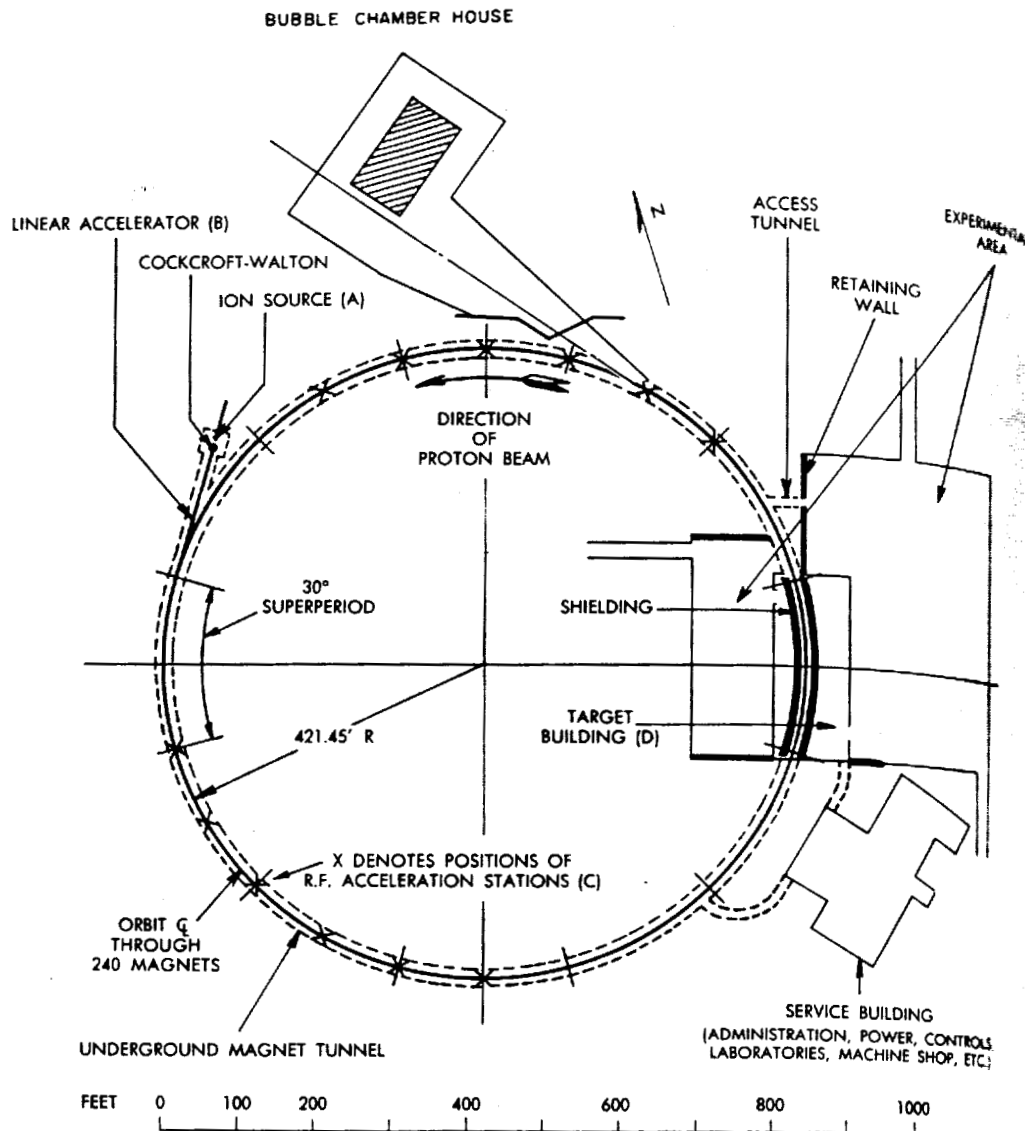 BUBBLE CHAMBER HOUSE
LINEAR ACCELERATOR (B)
COCKCROFT-WALTON
ION SOURCE (A)
N
ACCESS
TUNNEL
EXPERIMENTAL
AREA
RETAINING
WALL
DIRECTION
OF
PROTON BEAM
30°
SUPERPERIOD
SHIELDING
421.45' R
TARGET
BUILDING (D)
X DENOTES POSITIONS OF
R.F. ACCELERATION STATIONS (C)
ORBIT ℄
THROUGH
240 MAGNETS
UNDERGROUND MAGNET TUNNEL
SERVICE BUILDING
(ADMINISTRATION, POWER, CONTROLS
LABORATORIES, MACHINE SHOP, ETC.)
FEET 0 100 200 400 600 800 1000